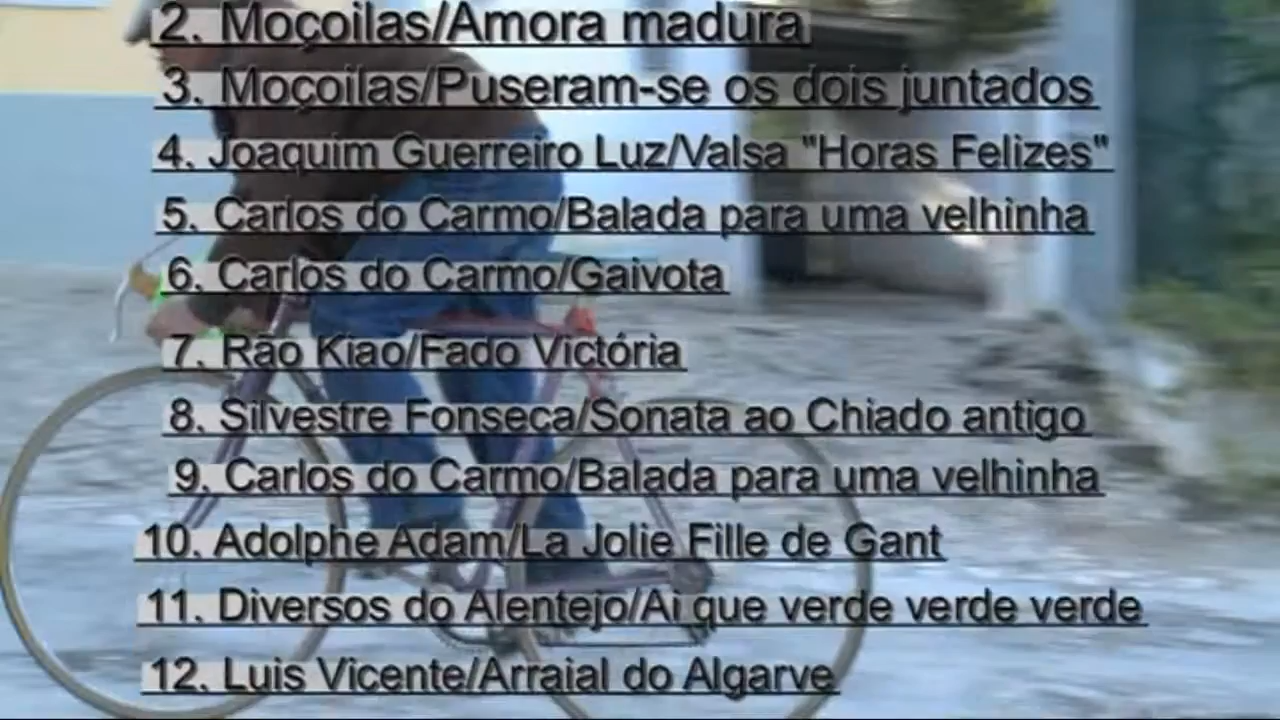 2. Moçoilas/Amora madura
3. Moçoilas/Puseram-se os dois juntados
4. Joaquim Guerreiro Luz/Valsa "Horas Felizes"
5. Carlos do Carmo/Balada para uma velhinha
6. Carlos do Carmo/Gaivota
7. Rão Kiao/Fado Victória
8. Silvestre Fonseca/Sonata ao Chiado antigo
9. Carlos do Carmo/Balada para uma velhinha
10. Adolphe Adam/La Jolie Fille de Gant
11. Diversos do Alentejo/Ai que verde verde verde
12. Luis Vicente/Arraial do Algarve